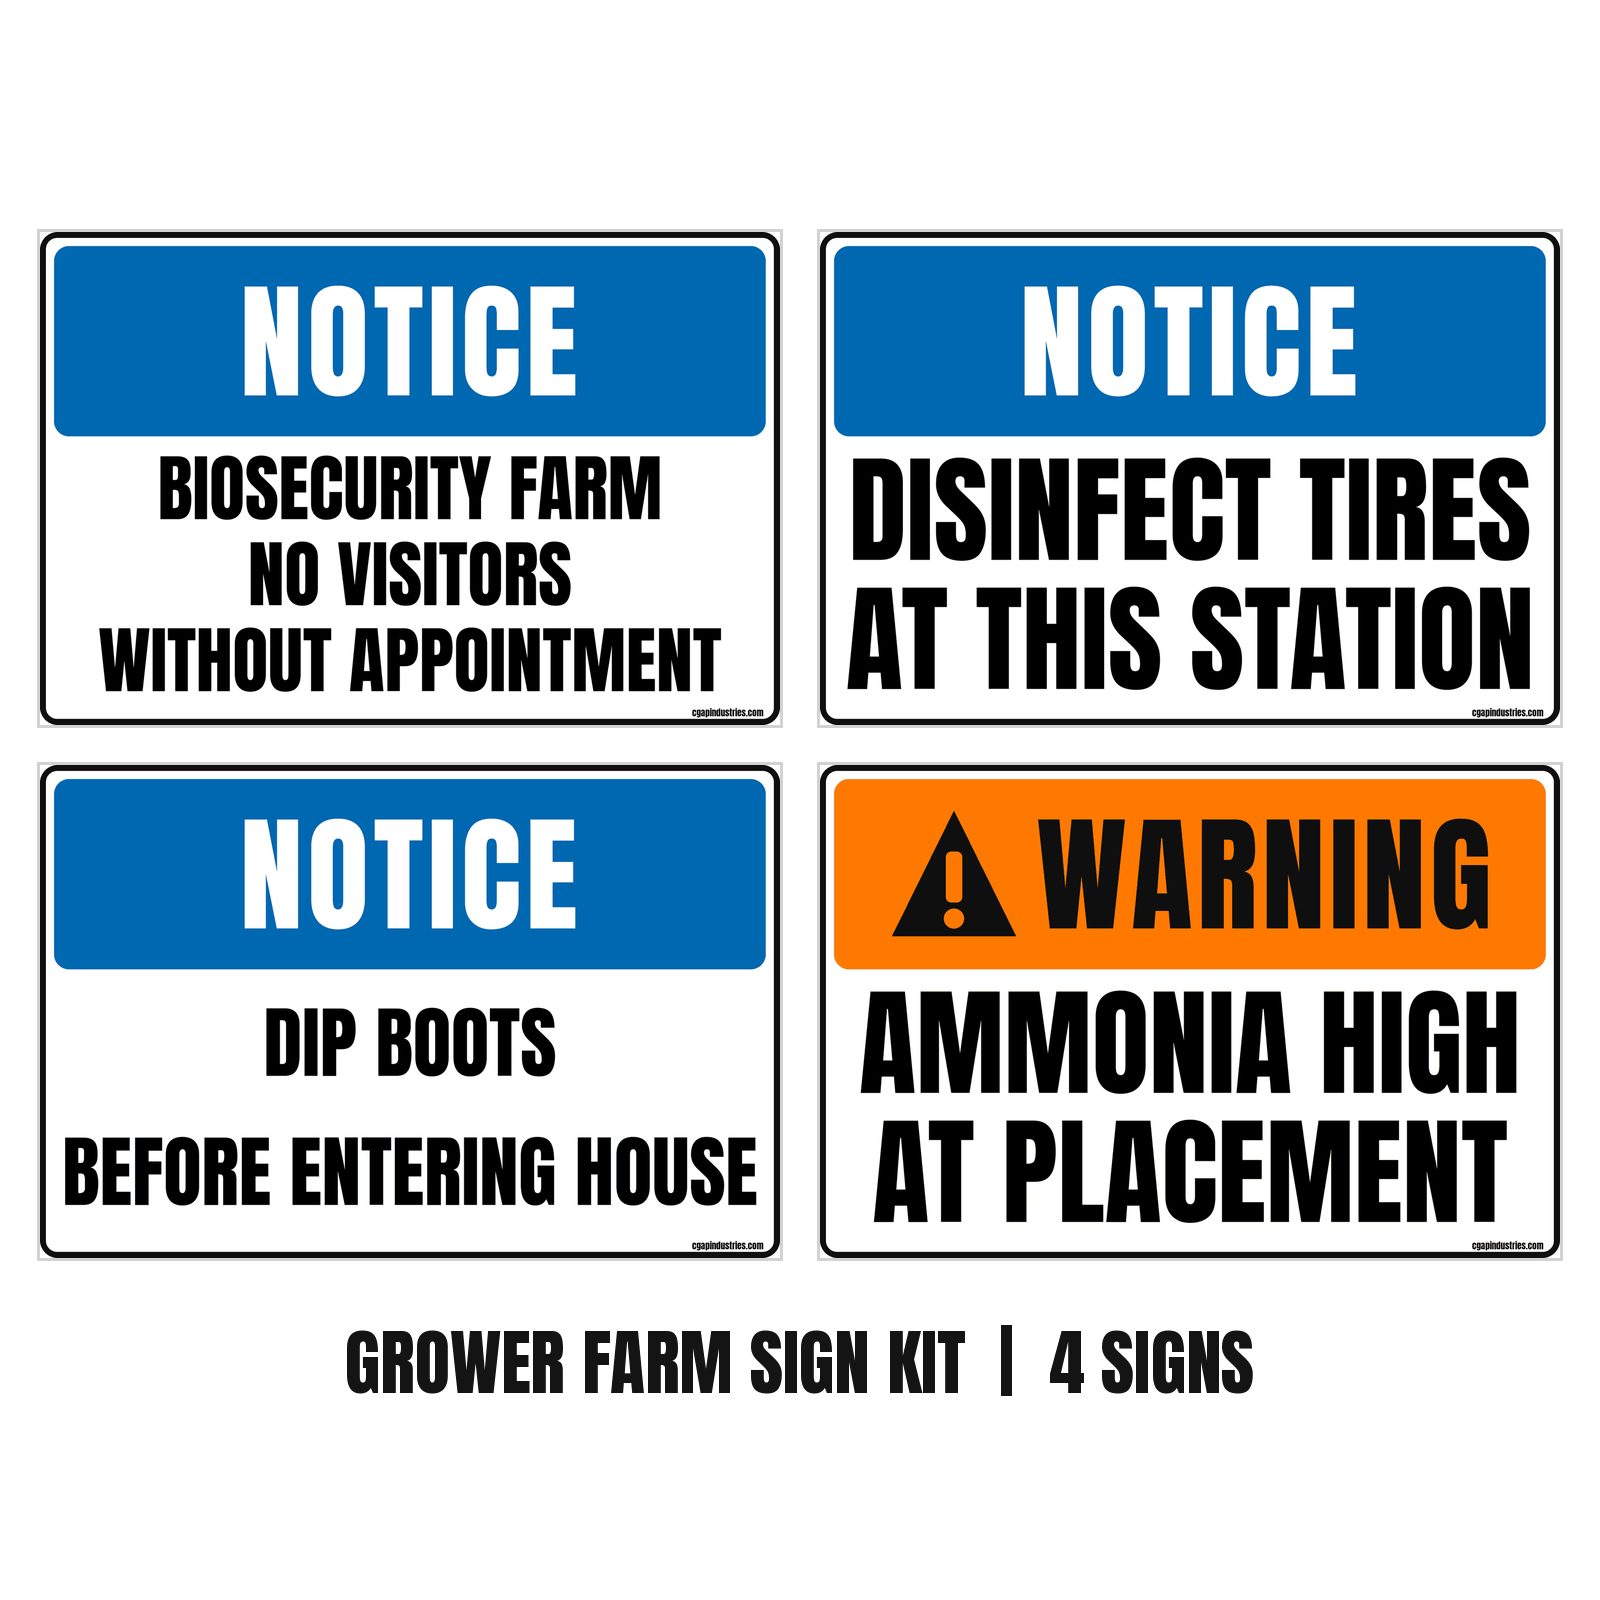 NOTICE
BIOSECURITY FARM
NO VISITORS
WITHOUT APPOINTMENT
cgapindustries.com
NOTICE
DISINFECT TIRES
AT THIS STATION
cgapindustries.com
NOTICE
DIP BOOTS
BEFORE ENTERING HOUSE
cgapindustries.com
WARNING
AMMONIA HIGH
AT PLACEMENT
cgapindustries.com
GROWER FARM SIGN KIT | 4 SIGNS